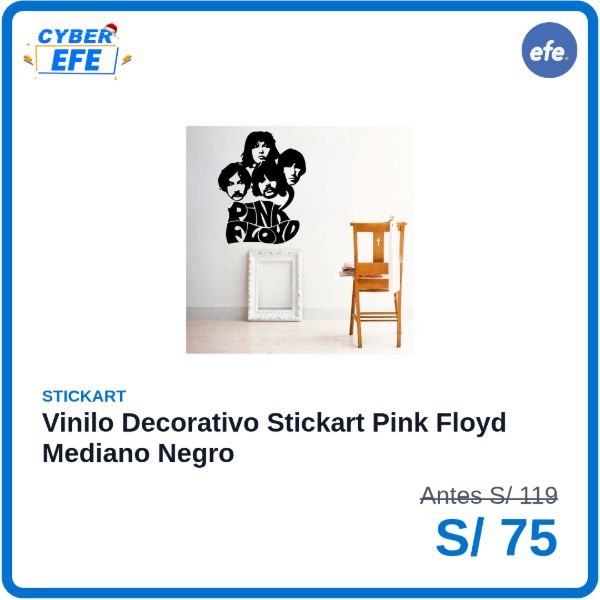 CYBER
EFE
efe.
PINK
FLOYD
STICKART
Vinilo Decorativo Stickart Pink Floyd
Mediano Negro
Antes S/ 119
S/ 75